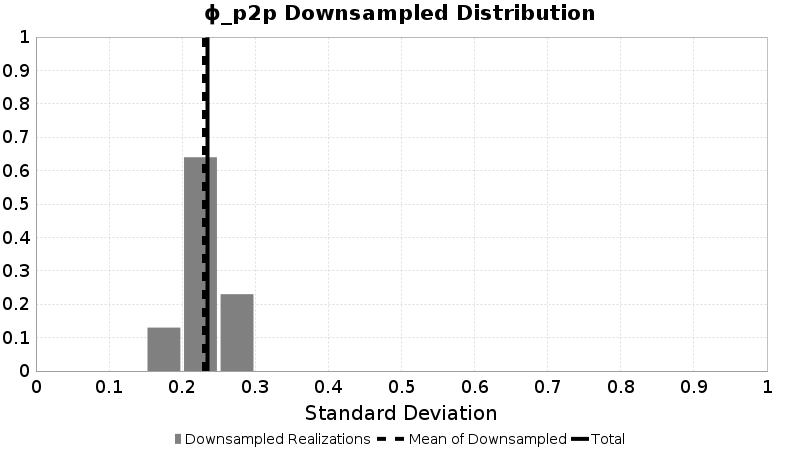 ϕ_p2p Downsampled Distribution
1
0.9
0.8
0.7
0.6
0.5
0.4
0.3
0.2
0.1
0
0 0.1 0.2 0.3 0.4 0.5 0.6 0.7 0.8 0.9 1
Standard Deviation
Downsampled Realizations Mean of Downsampled Total